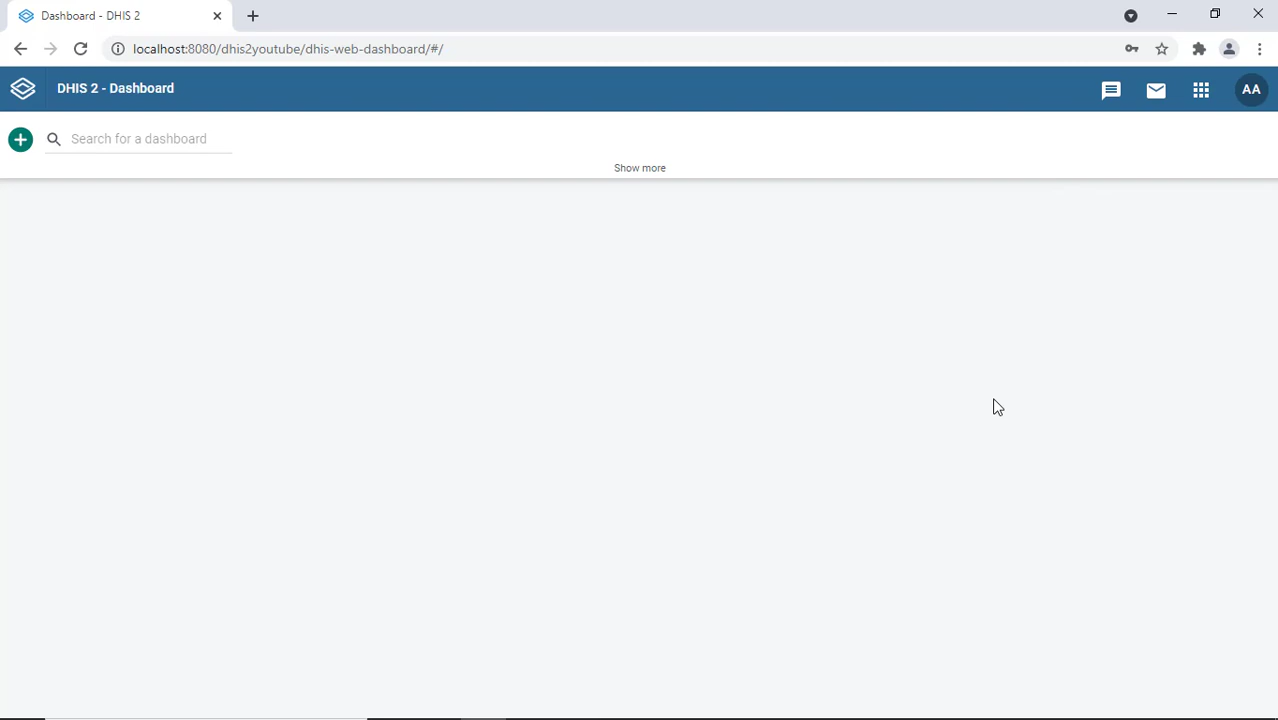 Dashboard - DHIS 2
localhost:8080/dhis2youtube/dhis-web-dashboard/#/
DHIS 2 - Dashboard
AA
Search for a dashboard
Show more